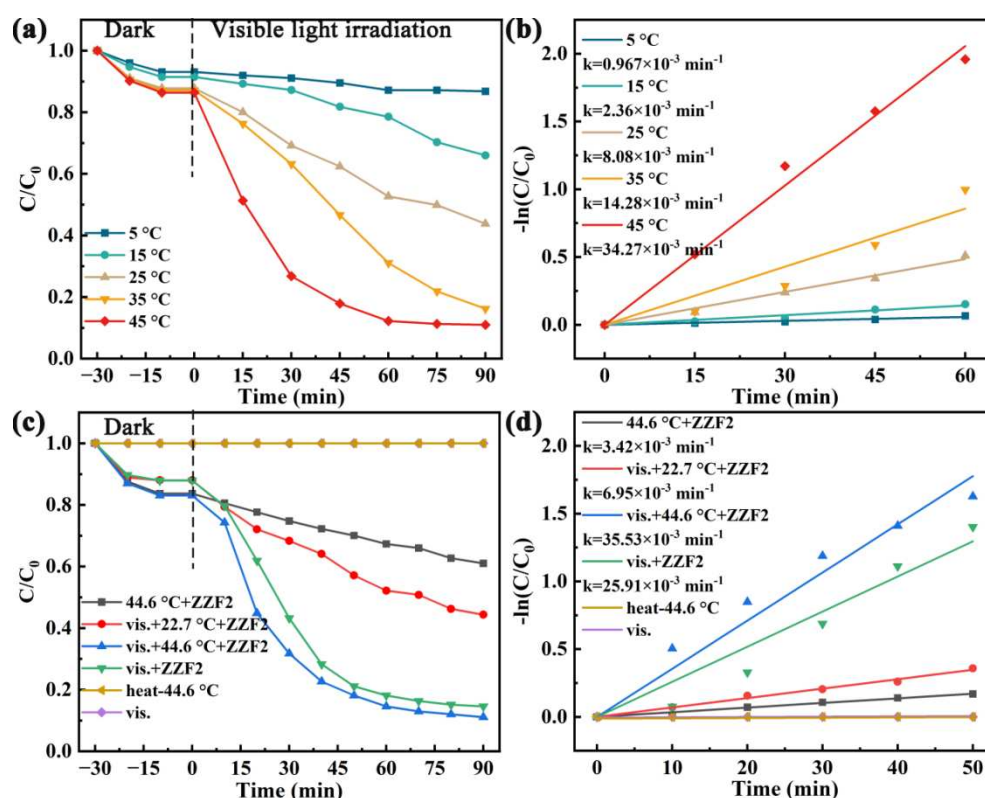 (a)
Dark
Visible light irradiation
1.0
0.8
0.6
0.4
0.2
0.0
C/C₀
5 °C
15 °C
25 °C
35 °C
45 °C
−30 −15 0 15 30 45 60 75 90
Time (min)
(b)
-2.0
1.5
1.0
0.5
0.0
-ln(C/C₀)
5 °C
k=0.967×10⁻³ min⁻¹
15 °C
k=2.36×10⁻³ min⁻¹
25 °C
k=8.08×10⁻³ min⁻¹
35 °C
k=14.28×10⁻³ min⁻¹
45 °C
k=34.27×10⁻³ min⁻¹
0 15 30 45 60
Time (min)
(c)
Dark
1.0
0.8
0.6
0.4
0.2
0.0
C/C₀
44.6 °C+ZZF2
vis.+22.7 °C+ZZF2
vis.+44.6 °C+ZZF2
vis.+ZZF2
heat-44.6 °C
vis.
−30 −15 0 15 30 45 60 75 90
Time (min)
(d)
-2.0
1.5
1.0
0.5
0.0
-ln(C/C₀)
44.6 °C+ZZF2
k=3.42×10⁻³ min⁻¹
vis.+22.7 °C+ZZF2
k=6.95×10⁻³ min⁻¹
vis.+44.6 °C+ZZF2
k=35.53×10⁻³ min⁻¹
vis.+ZZF2
k=25.91×10⁻³ min⁻¹
heat-44.6 °C
vis.
0 10 20 30 40 50
Time (min)